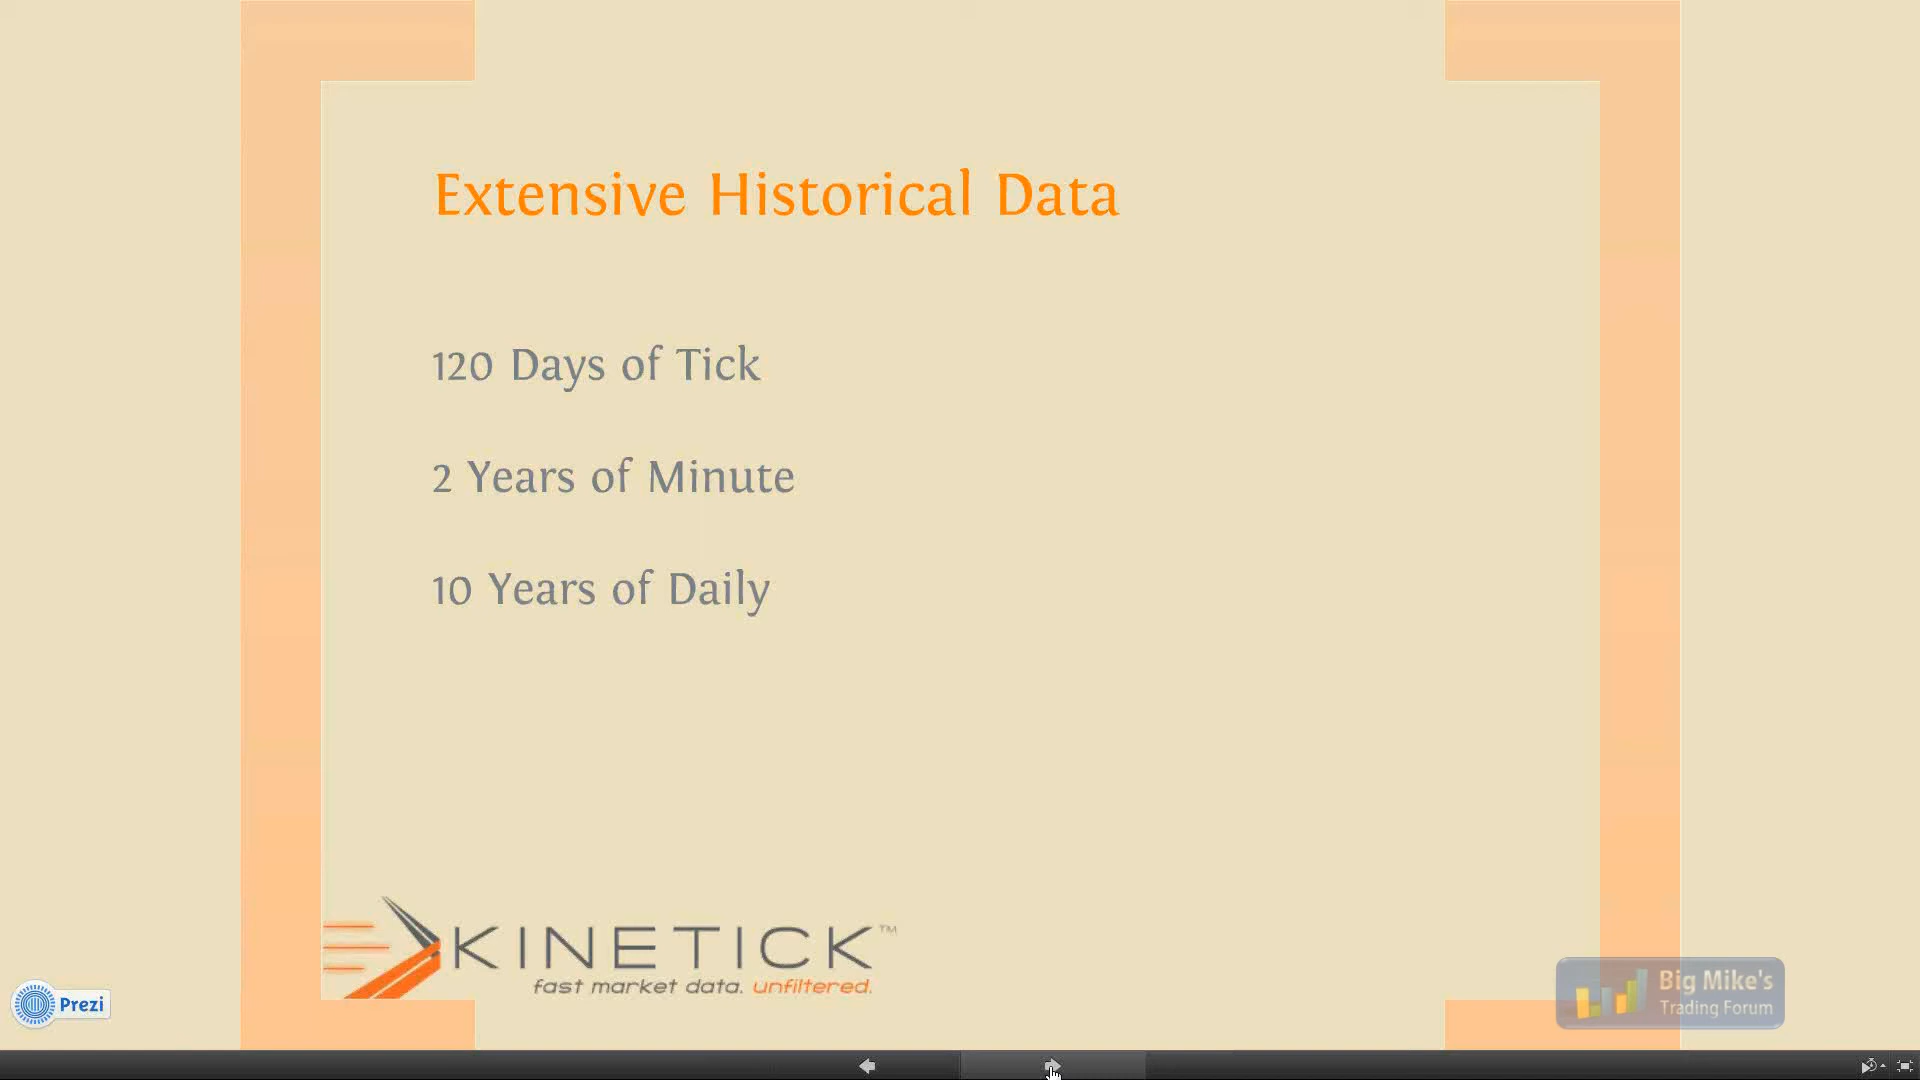 Extensive Historical Data
120 Days of Tick
2 Years of Minute
10 Years of Daily
KINETICK™
fast market data. unfiltered.
Prezi
Big Mike's
Trading Forum